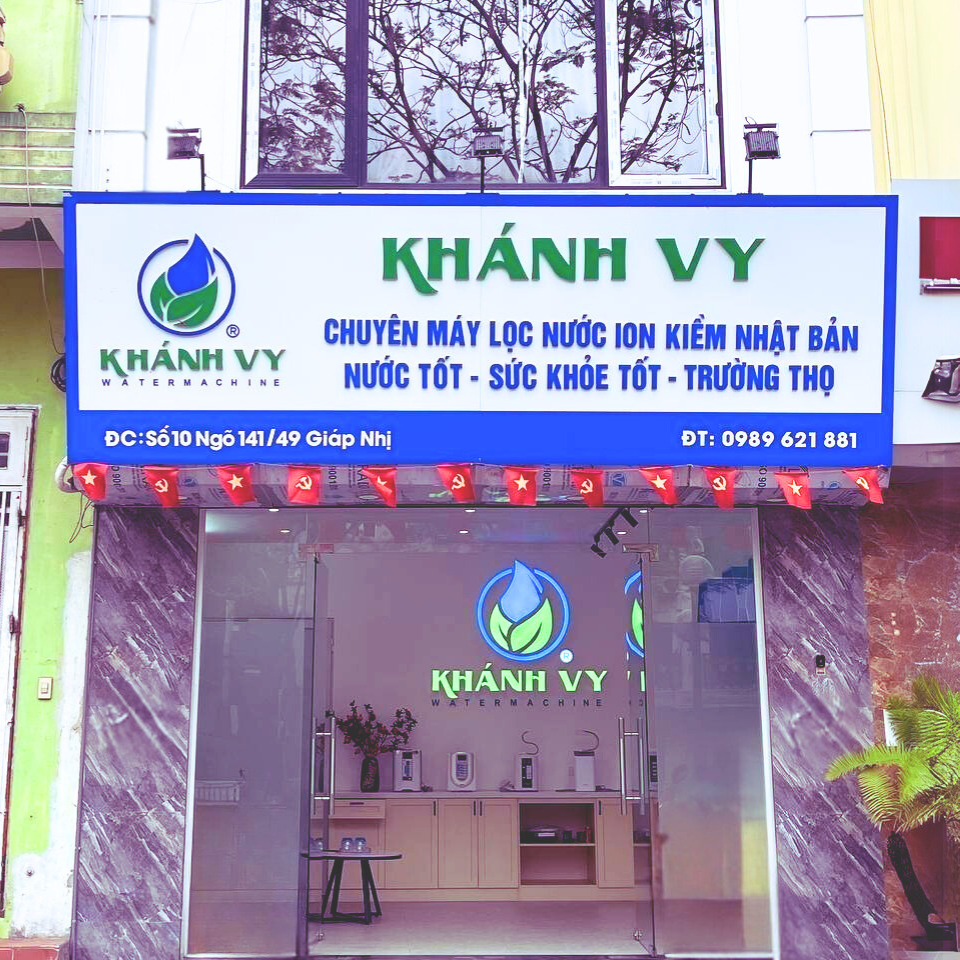 KHÁNH VY
®
KHÁNH VY
WATERMACHINE
CHUYÊN MÁY LỌC NƯỚC ION KIỀM NHẬT BẢN
NƯỚC TỐT - SỨC KHỎE TỐT - TRƯỜNG THỌ
ĐC: Số 10 Ngõ 141/49 Giáp Nhị
ĐT: 0989 621 881
®
KHÁNH VY
WATERMACHINE